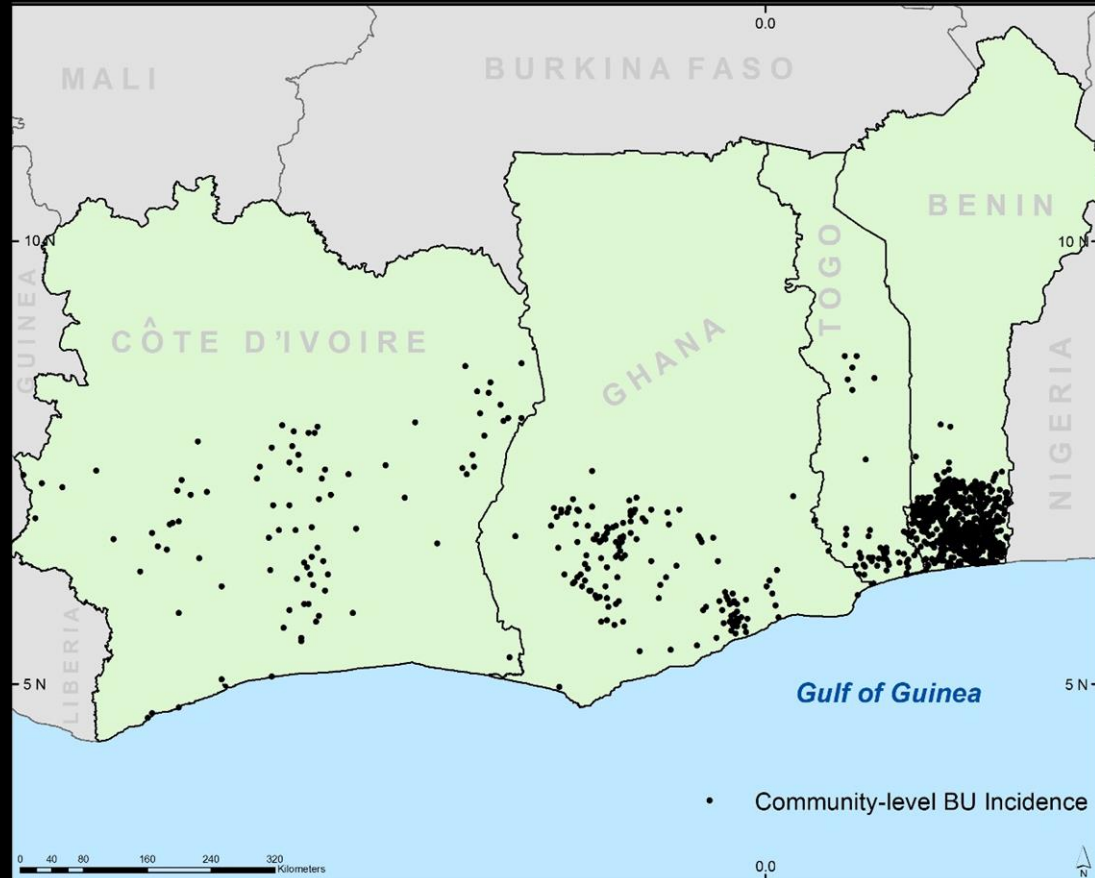 0.0
MALI
BURKINA FASO
BENIN
10 N
10 N
TOGO
GUINEA
CÔTE D'IVOIRE
GHANA
NIGERIA
LIBERIA
5 N
5 N
Gulf of Guinea
Community-level BU Incidence
0 40 80 160 240 320
Kilometers
0.0
N